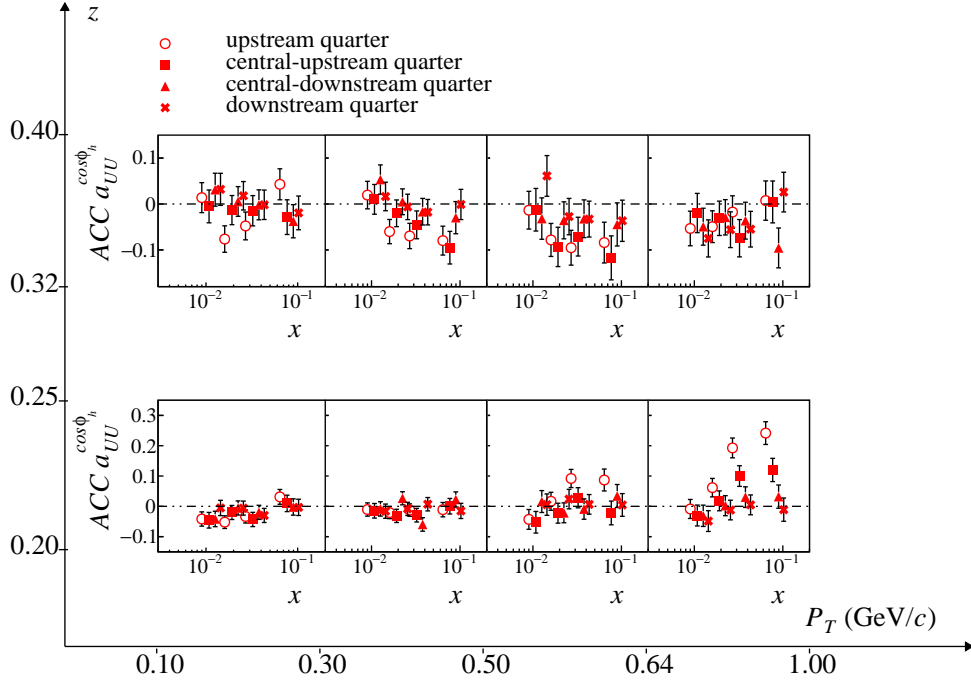 z
upstream quarter
central-upstream quarter
central-downstream quarter
downstream quarter
0.40
ACC a_{UU}^{cosϕ_h}
0.1
0
−0.1
0.32
10^{−2} 10^{−1} 10^{−2} 10^{−1} 10^{−2} 10^{−1} 10^{−2} 10^{−1}
x x x x
0.25
ACC a_{UU}^{cosϕ_h}
0.3
0.2
0.1
0
−0.1
0.20
10^{−2} 10^{−1} 10^{−2} 10^{−1} 10^{−2} 10^{−1} 10^{−2} 10^{−1}
x x x x
P_T (GeV/c)
0.10 0.30 0.50 0.64 1.00